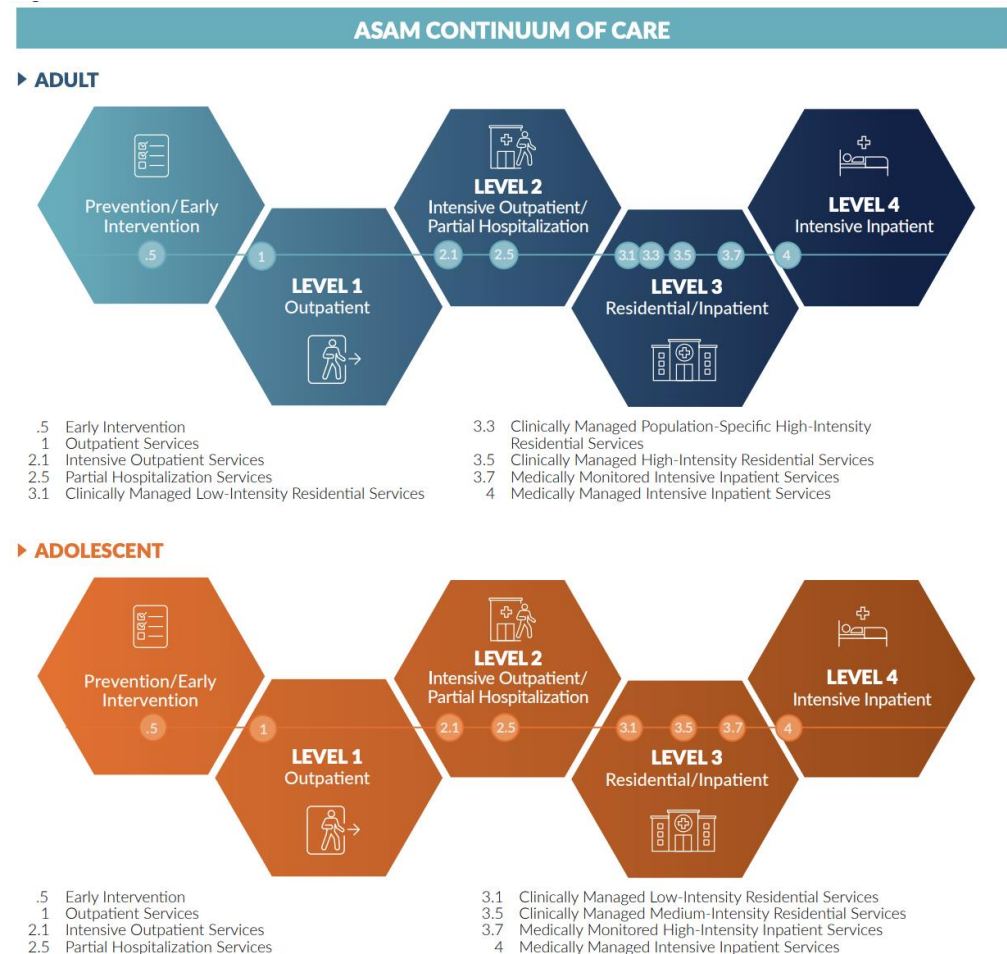 ASAM CONTINUUM OF CARE
ADULT
Prevention/Early
Intervention
.5
1
LEVEL 1
Outpatient
LEVEL 2
Intensive Outpatient/
Partial Hospitalization
2.1
2.5
3.1
3.3
3.5
3.7
LEVEL 3
Residential/Inpatient
LEVEL 4
Intensive Inpatient
4
.5 Early Intervention
1 Outpatient Services
2.1 Intensive Outpatient Services
2.5 Partial Hospitalization Services
3.1 Clinically Managed Low-Intensity Residential Services
3.3 Clinically Managed Population-Specific High-Intensity
Residential Services
3.5 Clinically Managed High-Intensity Residential Services
3.7 Medically Monitored Intensive Inpatient Services
4 Medically Managed Intensive Inpatient Services
ADOLESCENT
Prevention/Early
Intervention
.5
1
LEVEL 1
Outpatient
LEVEL 2
Intensive Outpatient/
Partial Hospitalization
2.1
2.5
3.1
3.5
3.7
LEVEL 3
Residential/Inpatient
LEVEL 4
Intensive Inpatient
4
.5 Early Intervention
1 Outpatient Services
2.1 Intensive Outpatient Services
2.5 Partial Hospitalization Services
3.1 Clinically Managed Low-Intensity Residential Services
3.5 Clinically Managed Medium-Intensity Residential Services
3.7 Medically Monitored High-Intensity Inpatient Services
4 Medically Managed Intensive Inpatient Services